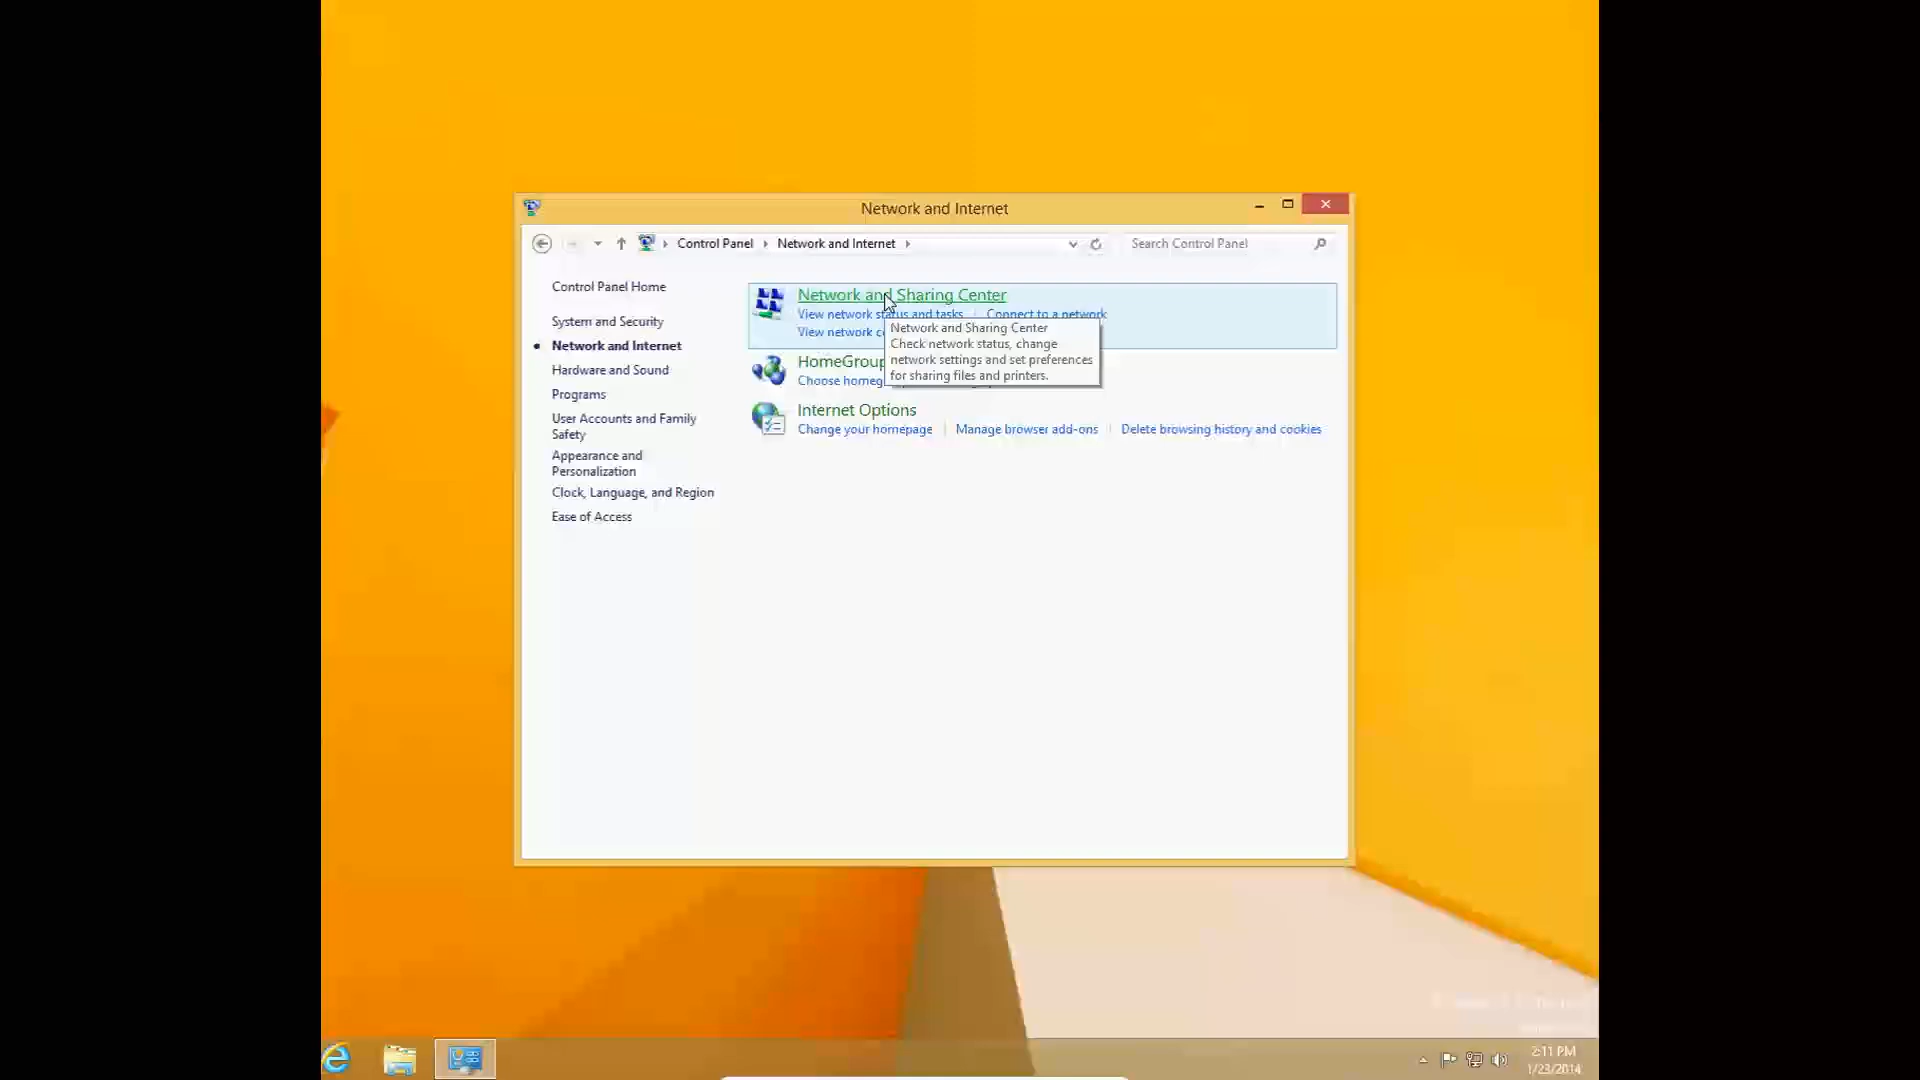 Network and Internet
Control Panel Network and Internet
Search Control Panel
Control Panel Home
System and Security
Network and Internet
Hardware and Sound
Programs
User Accounts and Family
Safety
Appearance and
Personalization
Clock, Language, and Region
Ease of Access
Network and Sharing Center
View network status and tasks
Connect to a network
View network
Network and Sharing Center
Check network status, change
network settings and set preferences
for sharing files and printers.
HomeGroup
Choose
Internet Options
Change your homepage
Manage browser add-ons
Delete browsing history and cookies
2:11 PM
1/23/2014